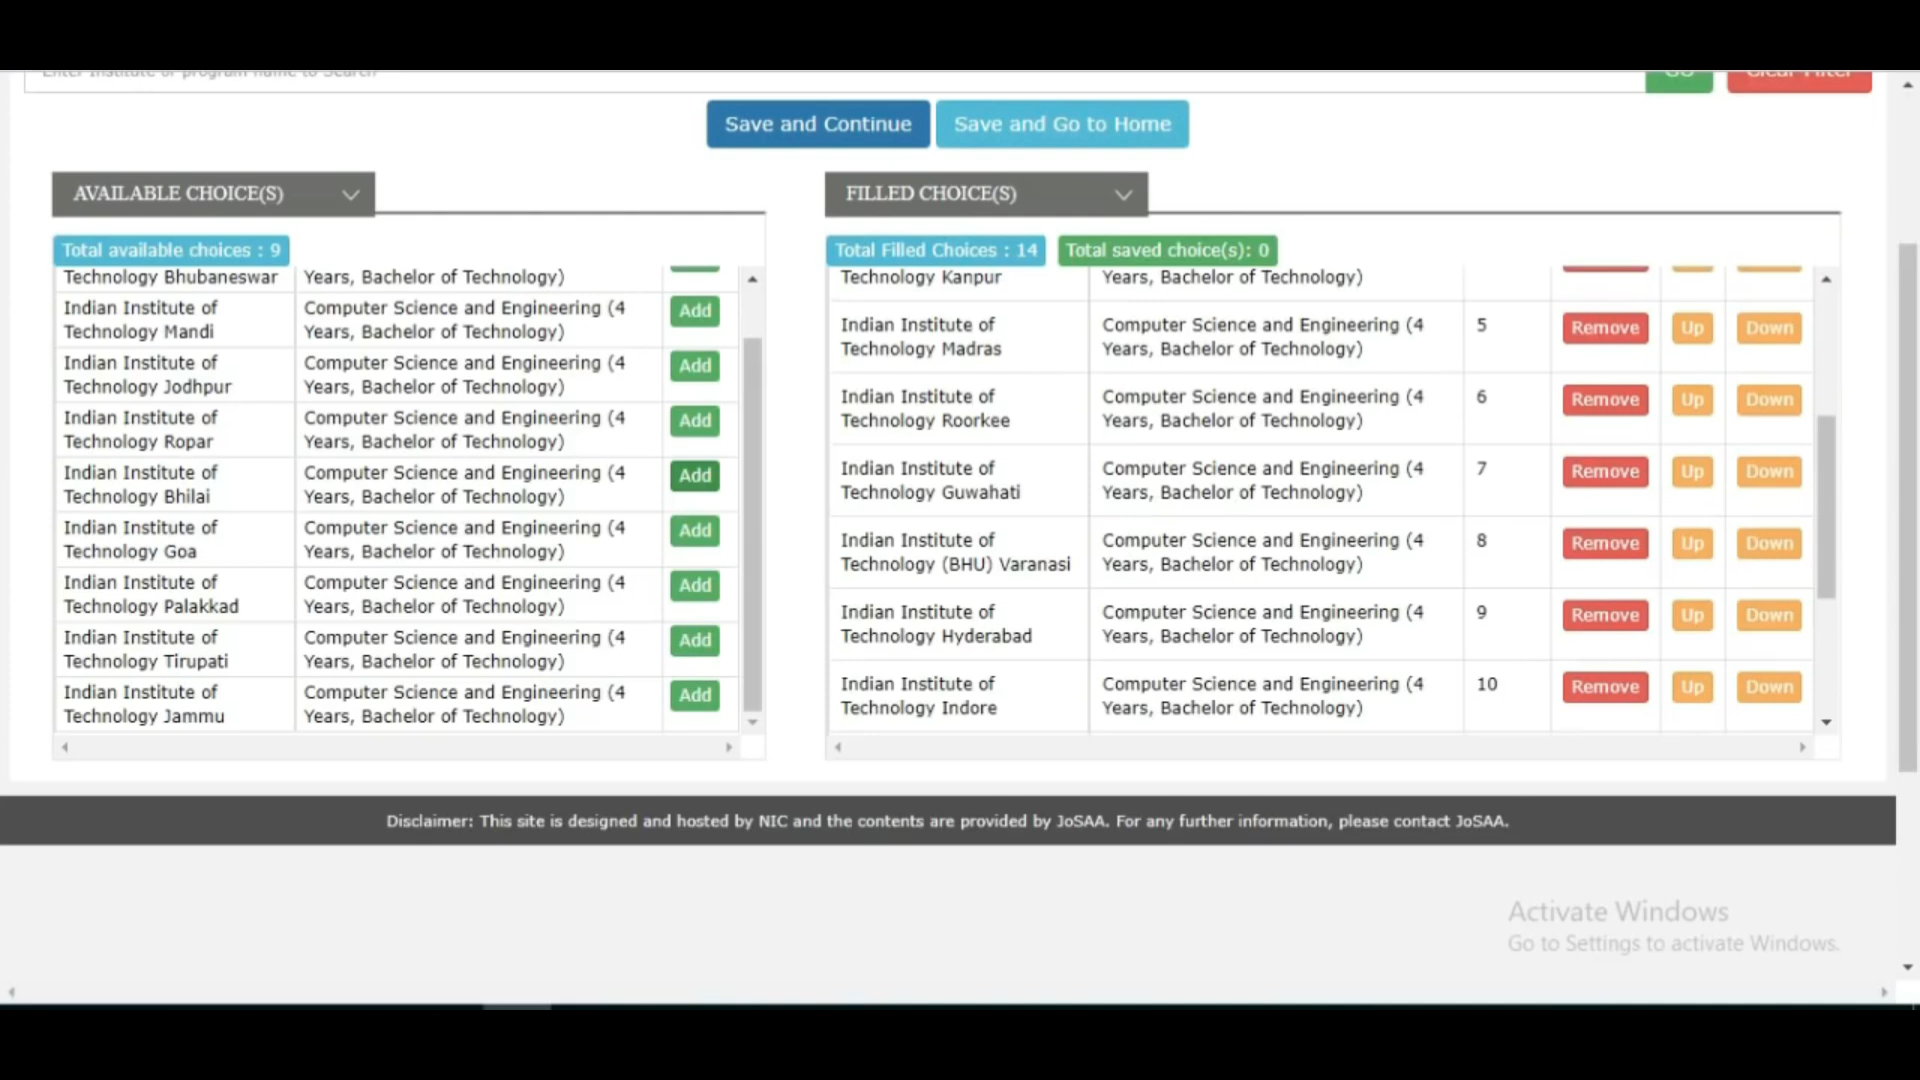 Enter Institute or program name to Search
GO
Clear Filter
Save and Continue
Save and Go to Home
AVAILABLE CHOICE(S)
Total available choices : 9
Technology Bhubaneswar
Years, Bachelor of Technology)
Indian Institute of
Technology Mandi
Computer Science and Engineering (4
Years, Bachelor of Technology)
Add
Indian Institute of
Technology Jodhpur
Computer Science and Engineering (4
Years, Bachelor of Technology)
Add
Indian Institute of
Technology Ropar
Computer Science and Engineering (4
Years, Bachelor of Technology)
Add
Indian Institute of
Technology Bhilai
Computer Science and Engineering (4
Years, Bachelor of Technology)
Add
Indian Institute of
Technology Goa
Computer Science and Engineering (4
Years, Bachelor of Technology)
Add
Indian Institute of
Technology Palakkad
Computer Science and Engineering (4
Years, Bachelor of Technology)
Add
Indian Institute of
Technology Tirupati
Computer Science and Engineering (4
Years, Bachelor of Technology)
Add
Indian Institute of
Technology Jammu
Computer Science and Engineering (4
Years, Bachelor of Technology)
Add
FILLED CHOICE(S)
Total Filled Choices : 14
Total saved choice(s): 0
Technology Kanpur
Years, Bachelor of Technology)
Indian Institute of
Technology Madras
Computer Science and Engineering (4
Years, Bachelor of Technology)
5
Remove
Up
Down
Indian Institute of
Technology Roorkee
Computer Science and Engineering (4
Years, Bachelor of Technology)
6
Remove
Up
Down
Indian Institute of
Technology Guwahati
Computer Science and Engineering (4
Years, Bachelor of Technology)
7
Remove
Up
Down
Indian Institute of
Technology (BHU) Varanasi
Computer Science and Engineering (4
Years, Bachelor of Technology)
8
Remove
Up
Down
Indian Institute of
Technology Hyderabad
Computer Science and Engineering (4
Years, Bachelor of Technology)
9
Remove
Up
Down
Indian Institute of
Technology Indore
Computer Science and Engineering (4
Years, Bachelor of Technology)
10
Remove
Up
Down
Disclaimer: This site is designed and hosted by NIC and the contents are provided by JoSAA. For any further information, please contact JoSAA.
Activate Windows
Go to Settings to activate Windows.